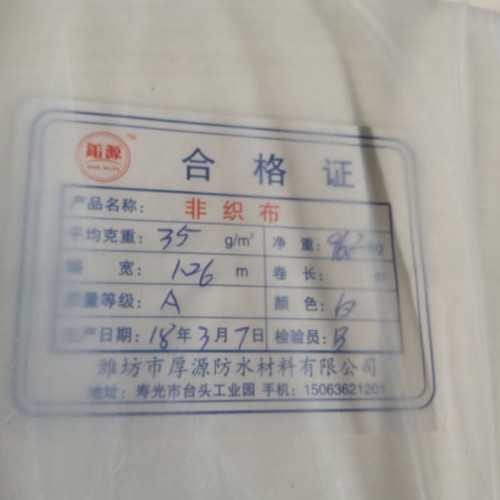 合格证
产品名称: 非织布
平均克重: 35 g/m² 净 重:
幅 宽: 1.26 m 卷 长: m
质量等级: A 颜 色: 白
生产日期: 18年3月7日 检验员: B
潍坊市厚源防水材料有限公司
地址: 寿光市台头工业园 手机: 15063621201